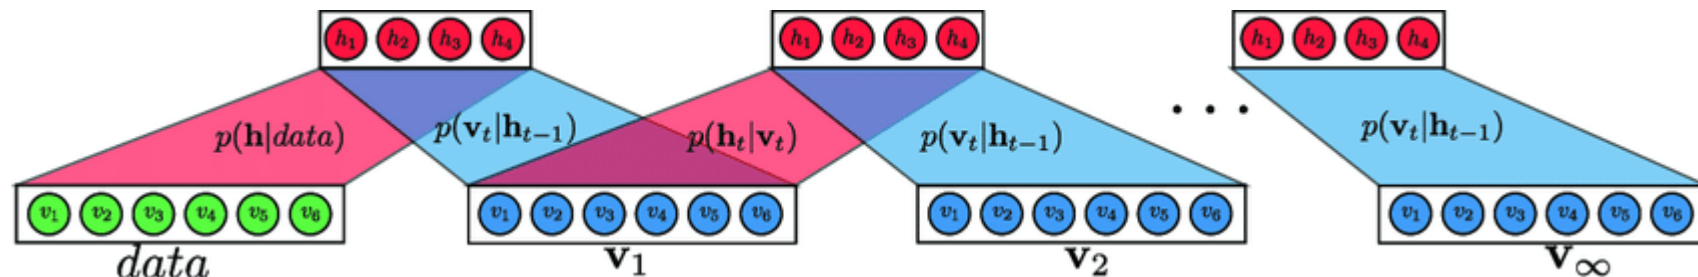 h₁ h₂ h₃ h₄ h₁ h₂ h₃ h₄ h₁ h₂ h₃ h₄
p(h|data) p(vₜ|hₜ₋₁) p(hₜ|vₜ) p(vₜ|hₜ₋₁) . . . p(vₜ|hₜ₋₁)
v₁ v₂ v₃ v₄ v₅ v₆ v₁ v₂ v₃ v₄ v₅ v₆ v₁ v₂ v₃ v₄ v₅ v₆ v₁ v₂ v₃ v₄ v₅ v₆
data v₁ v₂ v∞